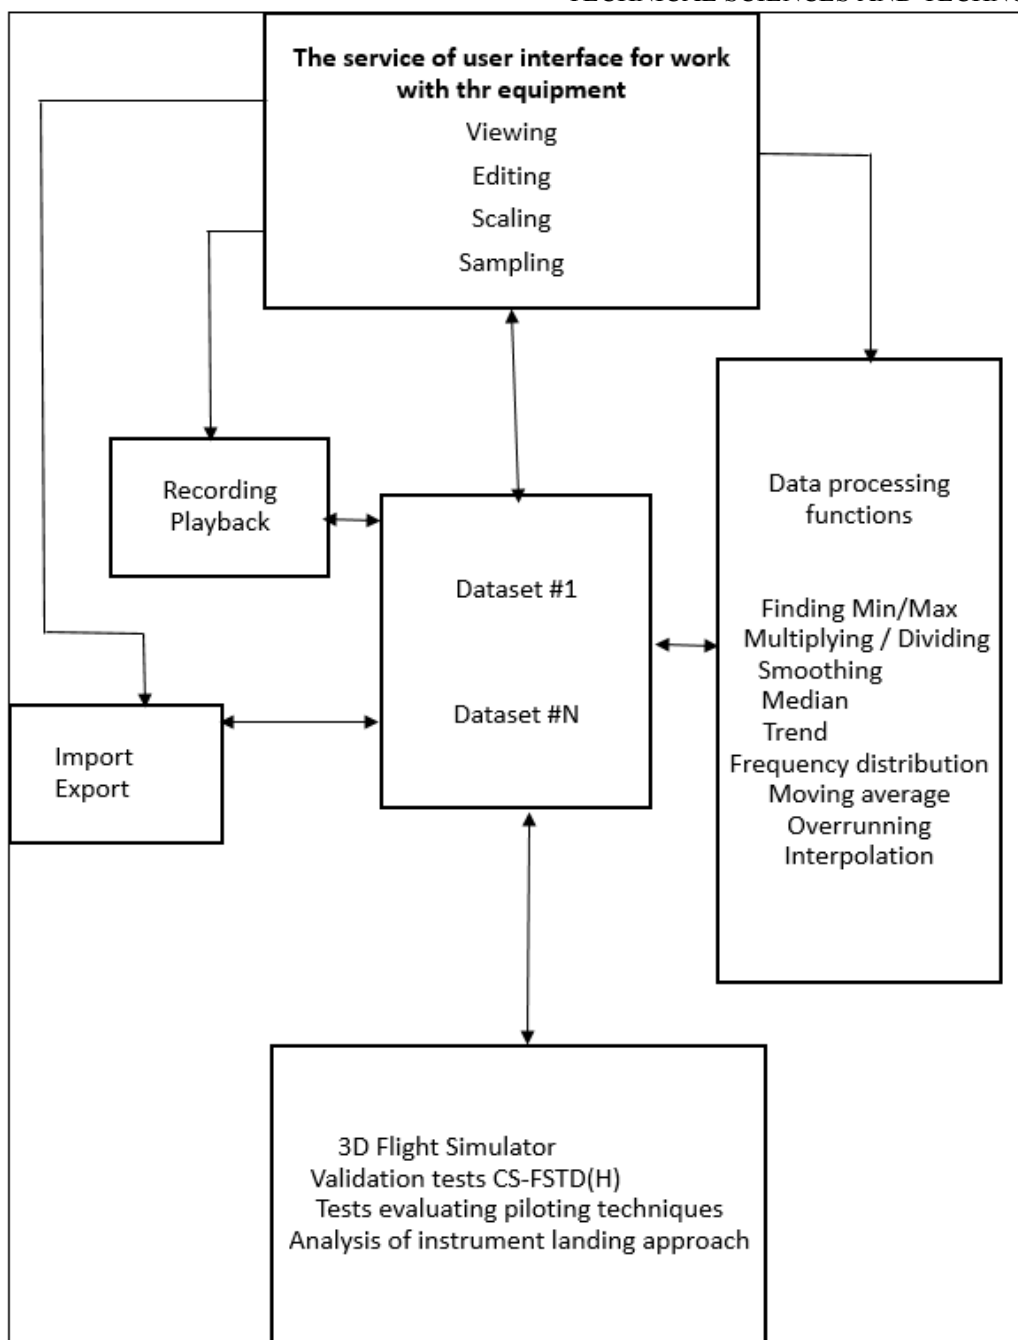 The service of user interface for work
with thr equipment
Viewing
Editing
Scaling
Sampling
Recording
Playback
Dataset #1
Dataset #N
Import
Export
Data processing
functions
Finding Min/Max
Multiplying / Dividing
Smoothing
Median
Trend
Frequency distribution
Moving average
Overrunning
Interpolation
3D Flight Simulator
Validation tests CS-FSTD(H)
Tests evaluating piloting techniques
Analysis of instrument landing approach